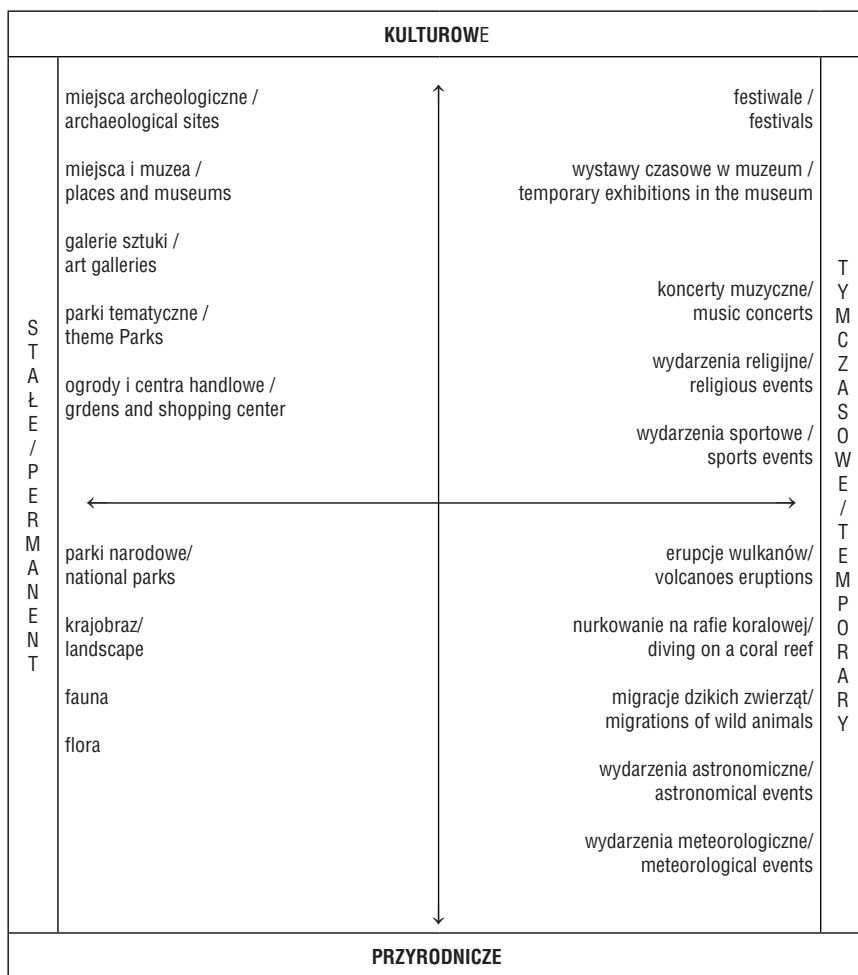 KULTUROWE
STAŁE/PERMANENT
miejsca archeologiczne /
archaeological sites
miejsca i muzea /
places and museums
galerie sztuki /
art galleries
parki tematyczne /
theme Parks
ogrody i centra handlowe /
grdens and shopping center
festiwale /
festivals
wystawy czasowe w muzeum /
temporary exhibitions in the museum
koncerty muzyczne/
music concerts
wydarzenia religijne/
religious events
wydarzenia sportowe /
sports events
TYMCZASOWE/TEMPORARY
parki narodowe/
national parks
krajobraz/
landscape
fauna
flora
erupcje wulkanów/
volcanoes eruptions
nurkowanie na rafie koralowej/
diving on a coral reef
migracje dzikich zwierząt/
migrations of wild animals
wydarzenia astronomiczne/
astronomical events
wydarzenia meteorologiczne/
meteorological events
PRZYRODNICZE